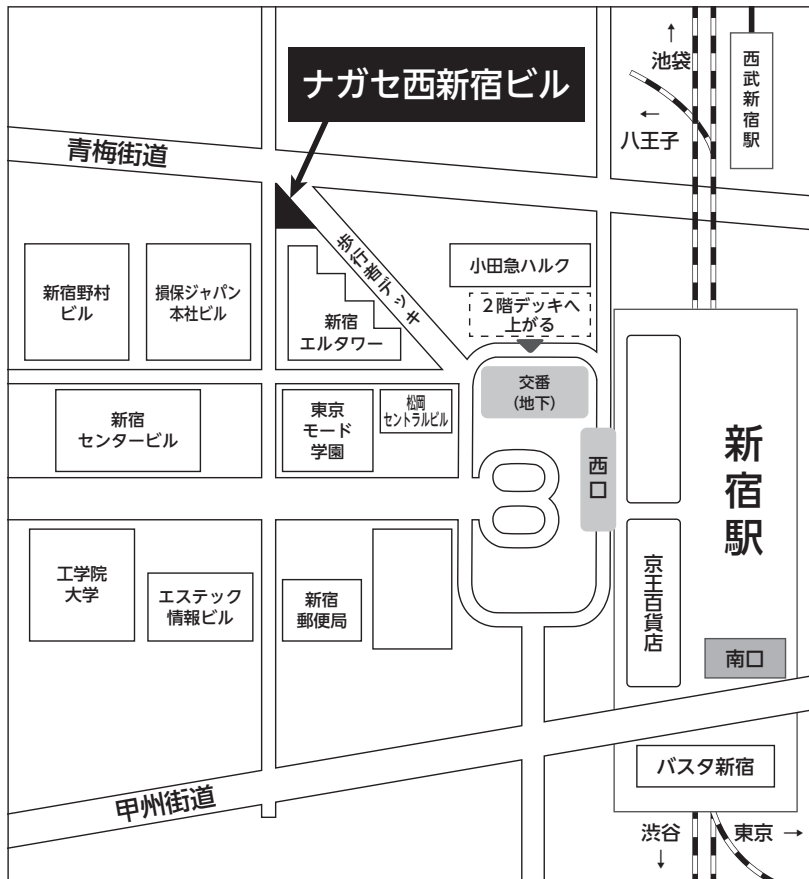 ↑
池袋
←
八王子
西武新宿駅
ナガセ西新宿ビル
青梅街道
歩行者デッキ
小田急ハルク
2階デッキへ
上がる
新宿野村
ビル
損保ジャパン
本社ビル
新宿
エルタワー
交番
(地下)
新宿
センタービル
東京
モード
学園
松岡
セントラルビル
西口
新宿駅
工学院
大学
エステック
情報ビル
新宿
郵便局
京王百貨店
南口
バスタ新宿
甲州街道
渋谷
↓
東京 →